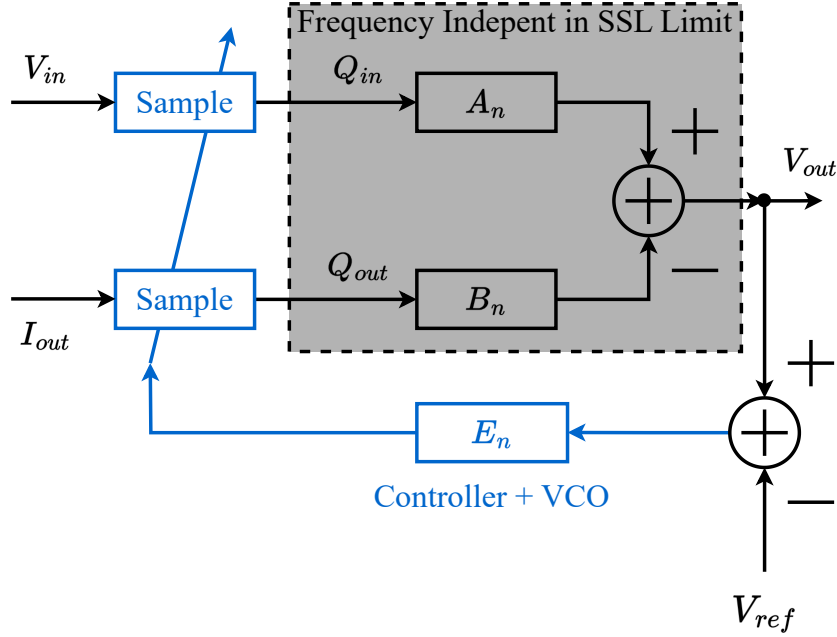 Frequency Indepent in SSL Limit
V_in
Sample
Q_in
A_n
+
V_out
+
Sample
Q_out
B_n
−
I_out
+
E_n
+
Controller + VCO
−
V_ref